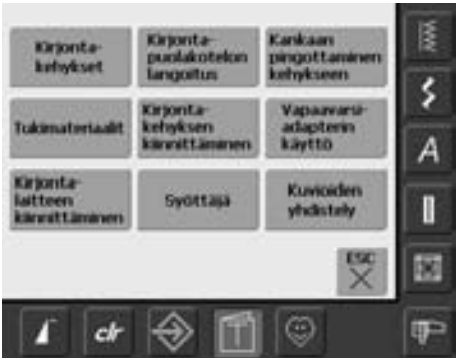 Kirjonta-
kehykset
Kirjonta-
puolakotelon
langoitus
Kankaan
pingottaminen
kehykseen
Tukimateriaalit
Kirjonta-
kehyksen
kiinnittäminen
Vapaavarsi-
adapterin
käyttö
Kirjonta-
laitteen
kiinnittäminen
Syöttäjä
Kuvioiden
yhdistely
ESC
A
clr